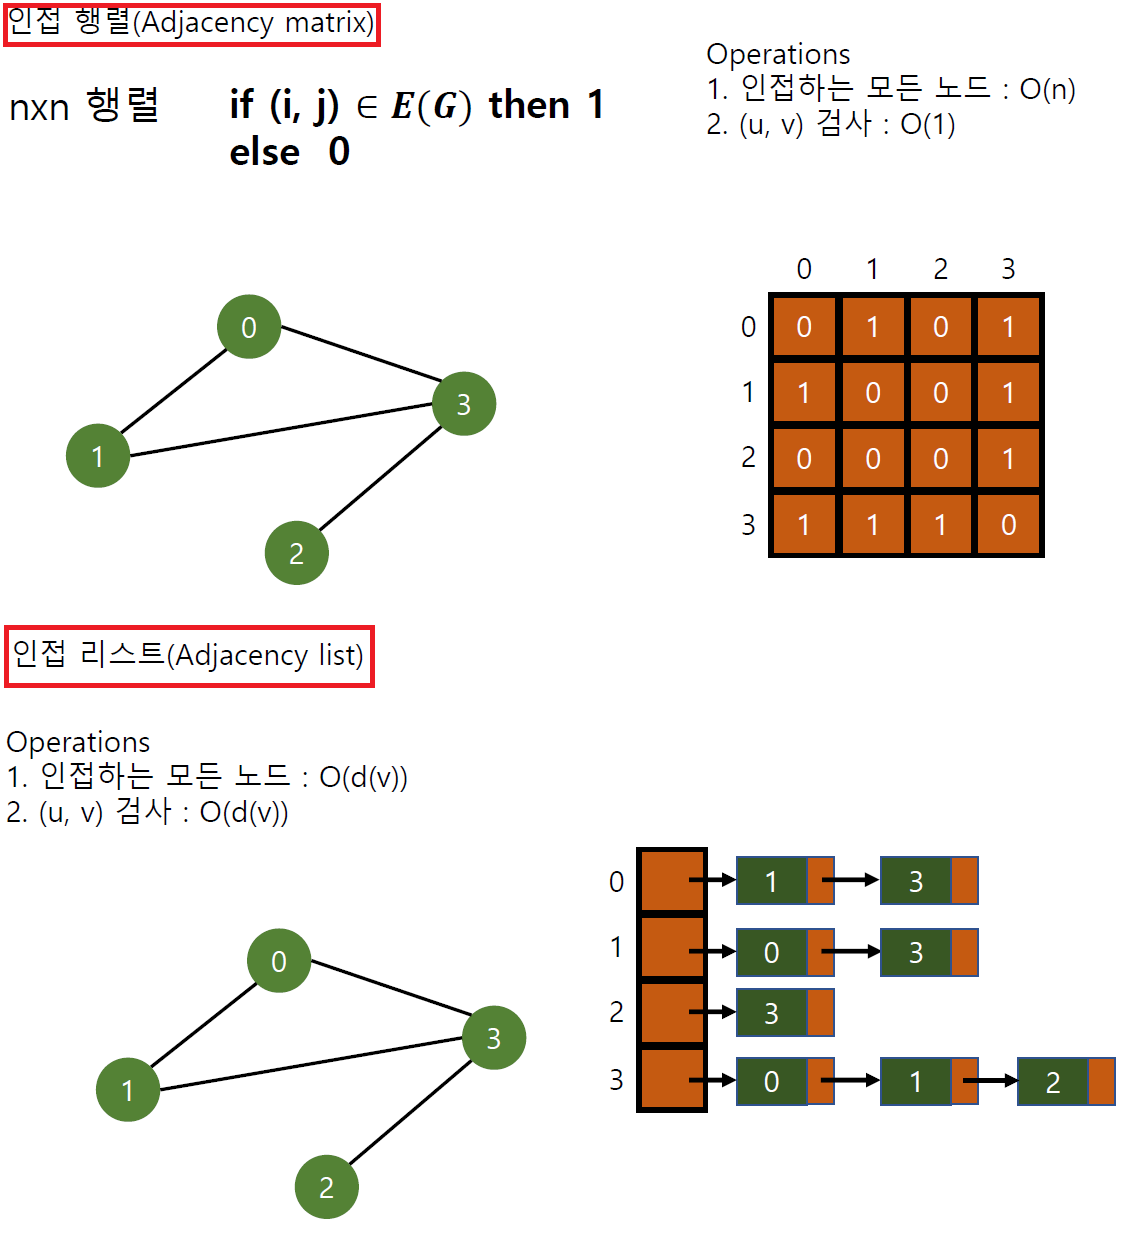 인접 행렬(Adjacency matrix)
nxn 행렬
if (i, j) ∈ E(G) then 1
else 0
Operations
1. 인접하는 모든 노드 : O(n)
2. (u, v) 검사 : O(1)
0
1
3
2
0 1 2 3
0 0 1 0 1
1 1 0 0 1
2 0 0 0 1
3 1 1 1 0
인접 리스트(Adjacency list)
Operations
1. 인접하는 모든 노드 : O(d(v))
2. (u, v) 검사 : O(d(v))
0
3
1
2
0 1 3
1 0 3
2 3
3 0 1 2